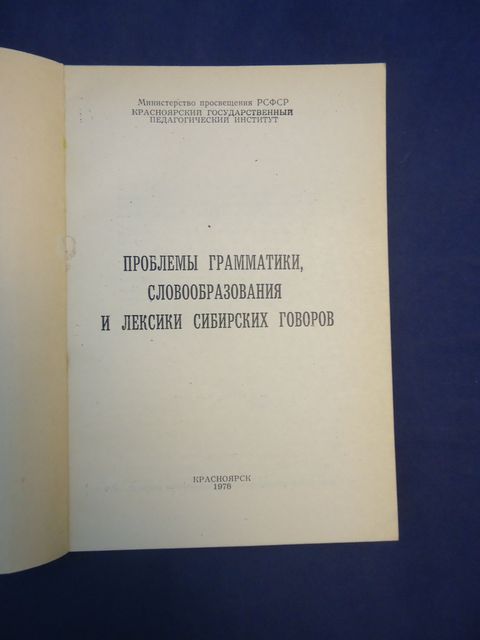 Министерство просвещения РСФСР
КРАСНОЯРСКИЙ ГОСУДАРСТВЕННЫЙ
ПЕДАГОГИЧЕСКИЙ ИНСТИТУТ
ПРОБЛЕМЫ ГРАММАТИКИ,
СЛОВООБРАЗОВАНИЯ
И ЛЕКСИКИ СИБИРСКИХ ГОВОРОВ
КРАСНОЯРСК
1978